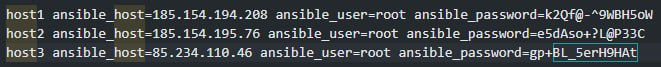 host1 ansible_host=185.154.194.208 ansible_user=root ansible_password=k2Qf@-^9WBH5oW
host2 ansible_host=185.154.195.76 ansible_user=root ansible_password=e5dAso+?L@P33C
host3 ansible_host=85.234.110.46 ansible_user=root ansible_password=gp+BL_5erH9HAt